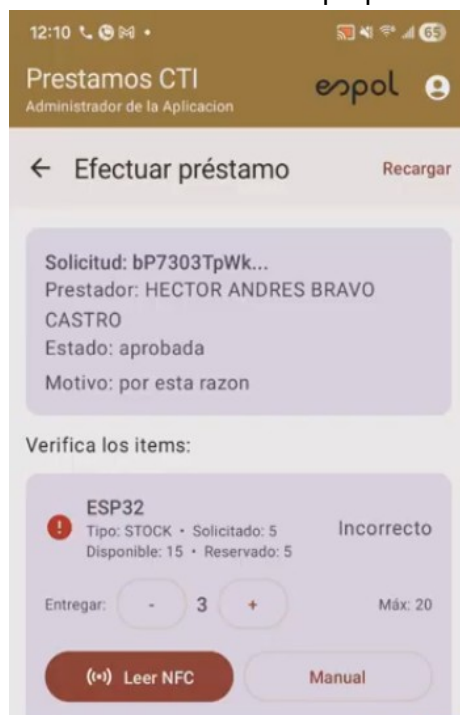 12:10
65
Prestamos CTI
Administrador de la Aplicacion
espol
← Efectuar préstamo
Recargar
Solicitud: bP7303TpWk...
Prestador: HECTOR ANDRES BRAVO
CASTRO
Estado: aprobada
Motivo: por esta razon
Verifica los items:
ESP32
Tipo: STOCK • Solicitado: 5
Disponible: 15 • Reservado: 5
Incorrecto
Entregar: - 3 + Máx: 20
Leer NFC
Manual